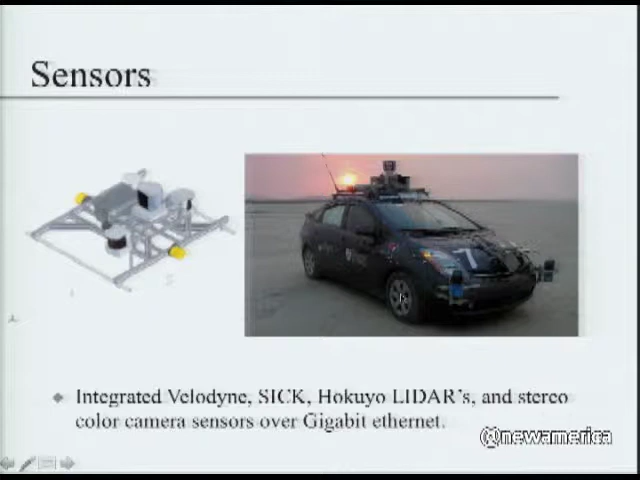 Sensors
Integrated Velodyne, SICK, Hokuyo LIDAR's, and stereo
color camera sensors over Gigabit ethernet.
@newamerica